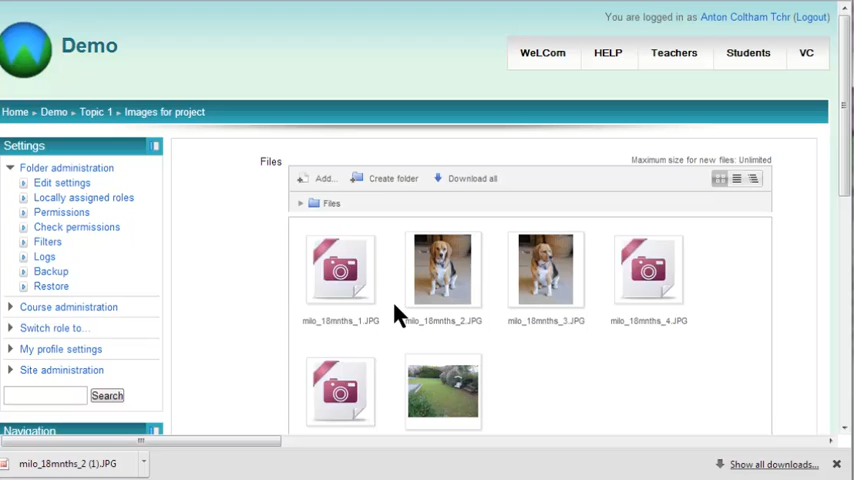 You are logged in as Anton Coltham Tchr (Logout)
Demo
WeLCom HELP Teachers Students VC
Home ▸ Demo ▸ Topic 1 ▸ Images for project
Settings
Folder administration
Edit settings
Locally assigned roles
Permissions
Check permissions
Filters
Logs
Backup
Restore
Course administration
Switch role to...
My profile settings
Site administration
Search
Navigation
Files
Maximum size for new files: Unlimited
Add... Create folder Download all
Files
milo_18mnths_1.JPG milo_18mnths_2.JPG milo_18mnths_3.JPG milo_18mnths_4.JPG
milo_18mnths_2 (1).JPG
Show all downloads...